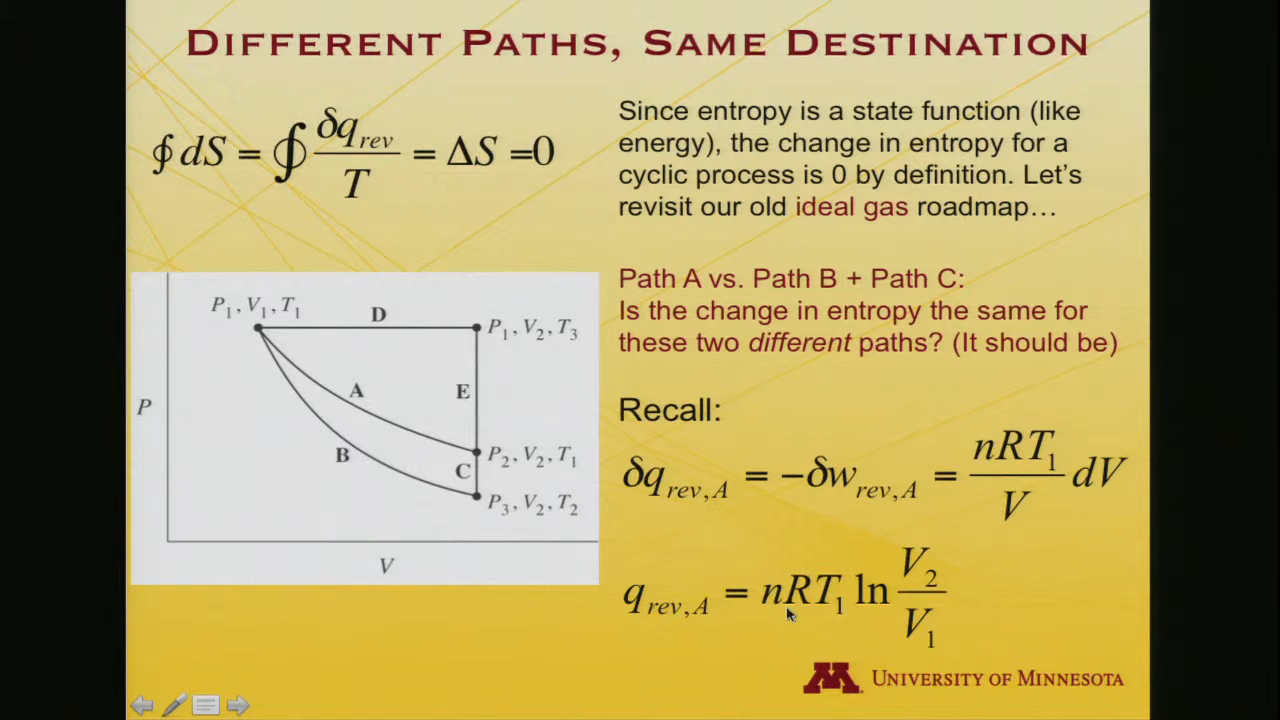 DIFFERENT PATHS, SAME DESTINATION
∮ dS = ∮ δq_rev / T = ΔS =0
Since entropy is a state function (like
energy), the change in entropy for a
cyclic process is 0 by definition. Let's
revisit our old ideal gas roadmap…
Path A vs. Path B + Path C:
Is the change in entropy the same for
these two different paths? (It should be)
Recall:
δq_rev,A = −δw_rev,A = nRT₁ / V dV
q_rev,A = nRT₁ ln V₂ / V₁
P₁, V₁, T₁
D
P₁, V₂, T₃
A
E
P
B
C
P₂, V₂, T₁
P₃, V₂, T₂
V
M
UNIVERSITY OF MINNESOTA